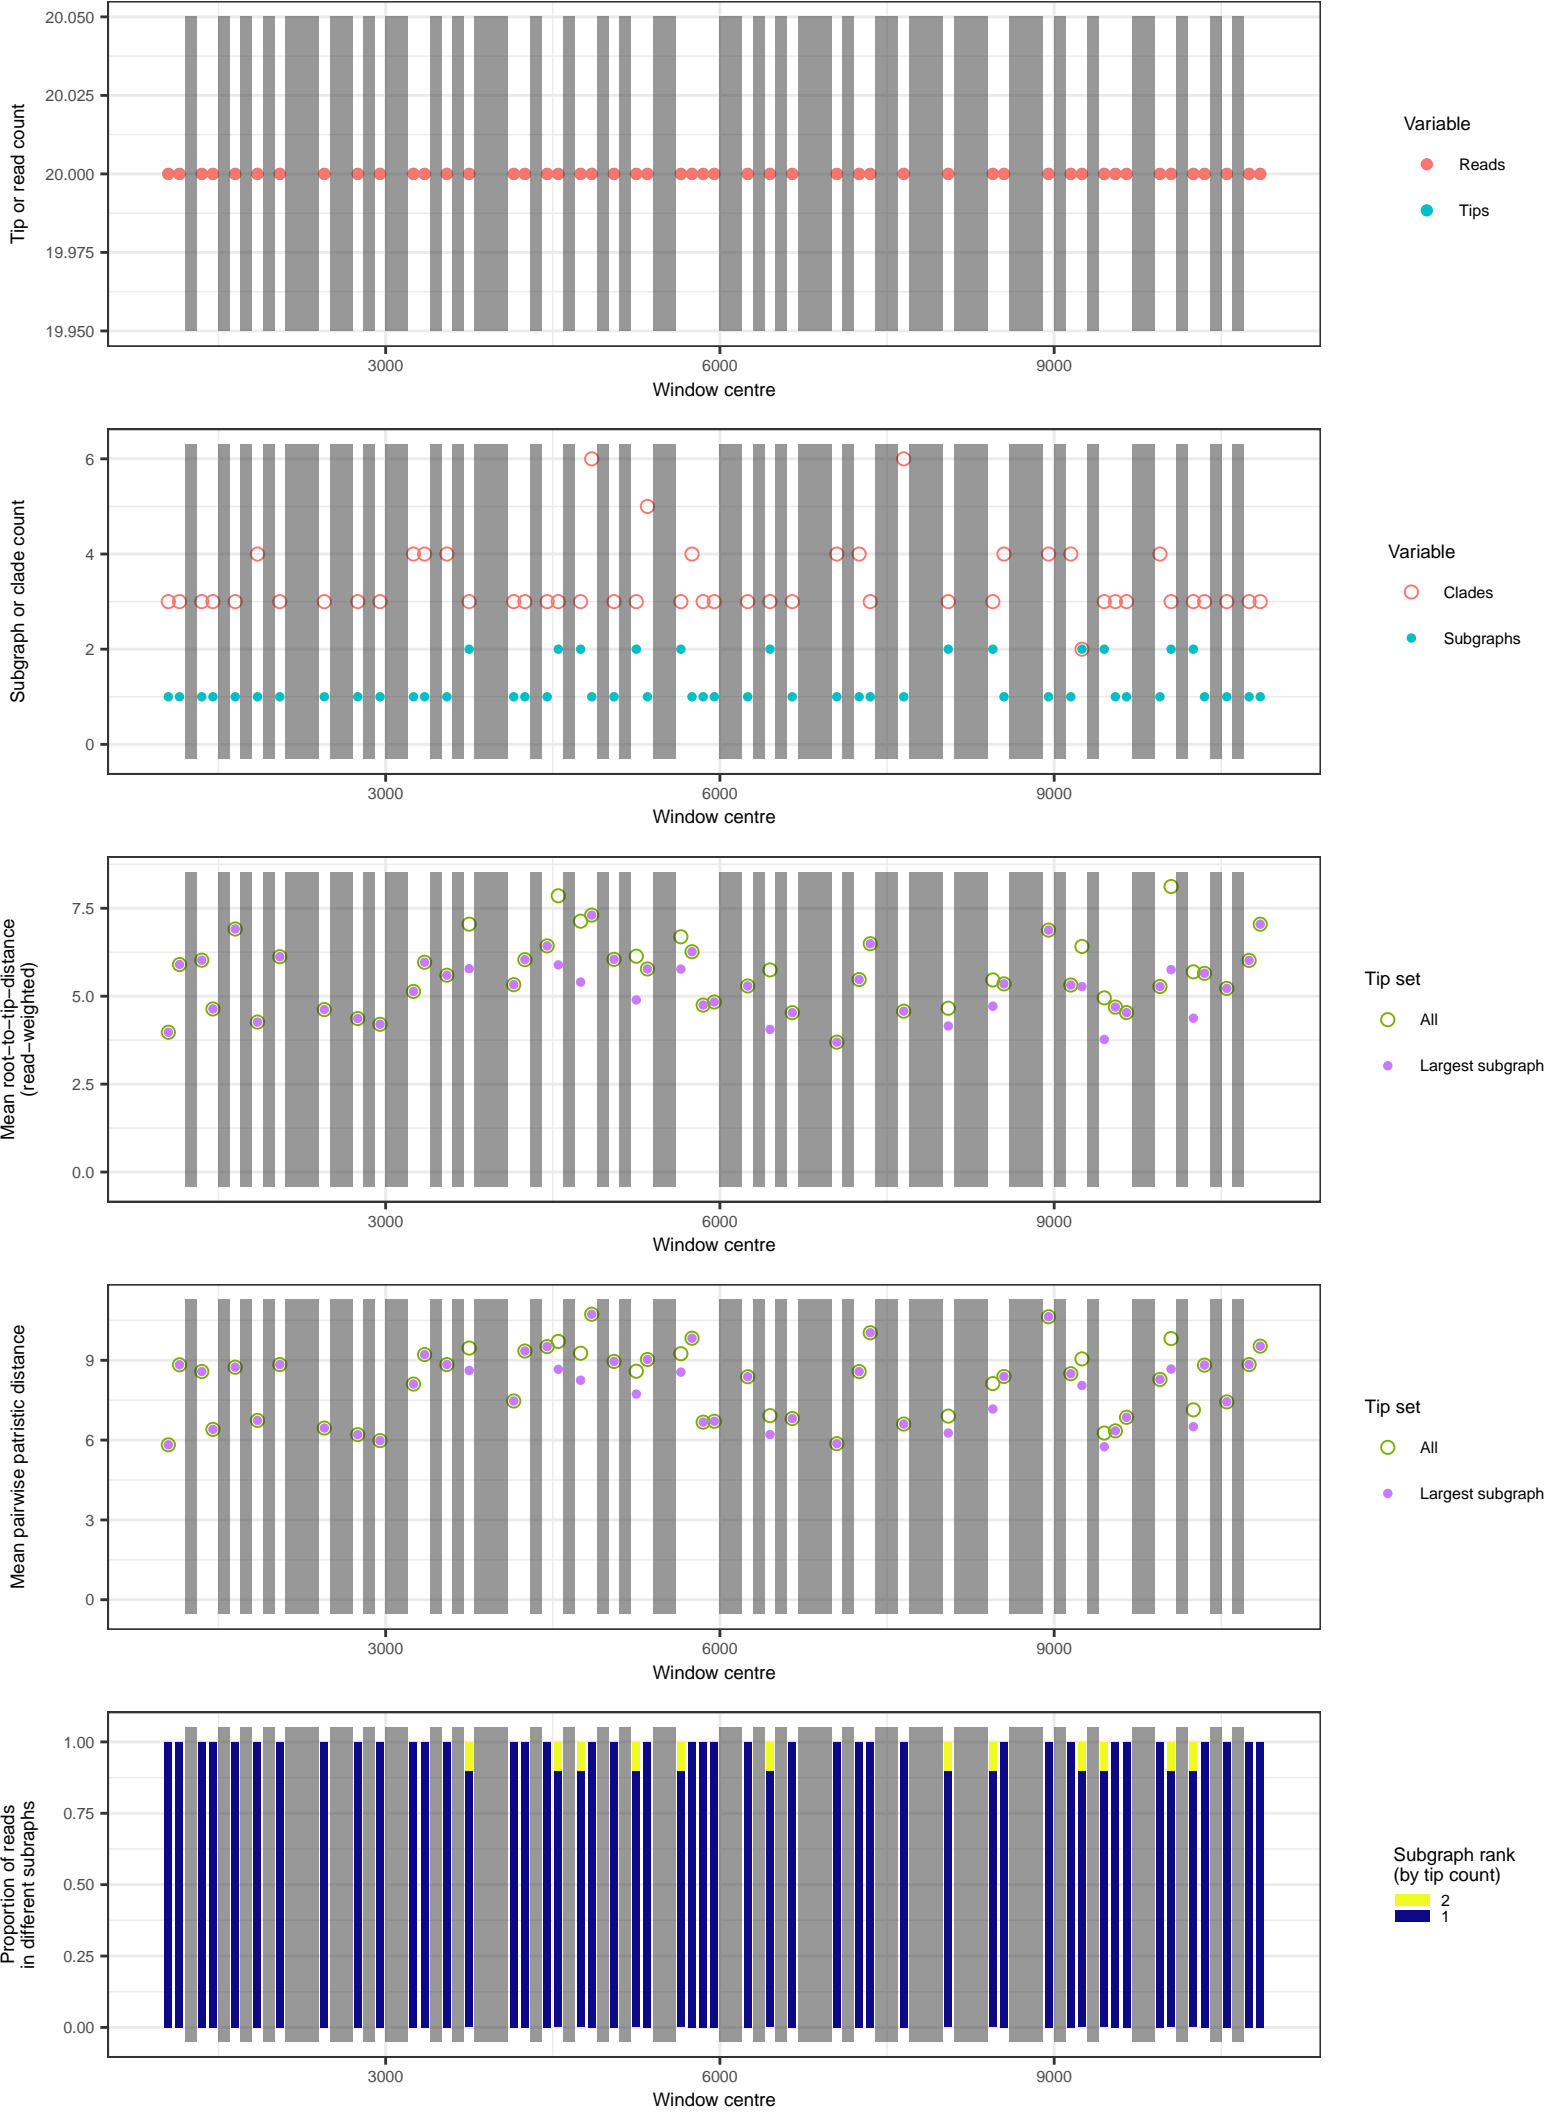 20.050
20.025
20.000
19.975
19.950
Tip or read count
3000
6000
9000
Window centre
Variable
Reads
Tips
6
4
2
0
Subgraph or clade count
3000
6000
9000
Window centre
Variable
Clades
Subgraphs
7.5
5.0
2.5
0.0
Mean root−to−tip−distance
(read−weighted)
3000
6000
9000
Window centre
Tip set
All
Largest subgraph
9
6
3
0
Mean pairwise patristic distance
3000
6000
9000
Window centre
Tip set
All
Largest subgraph
1.00
0.75
0.50
0.25
0.00
Proportion of reads
in different subraphs
3000
6000
9000
Window centre
Subgraph rank
(by tip count)
2
1